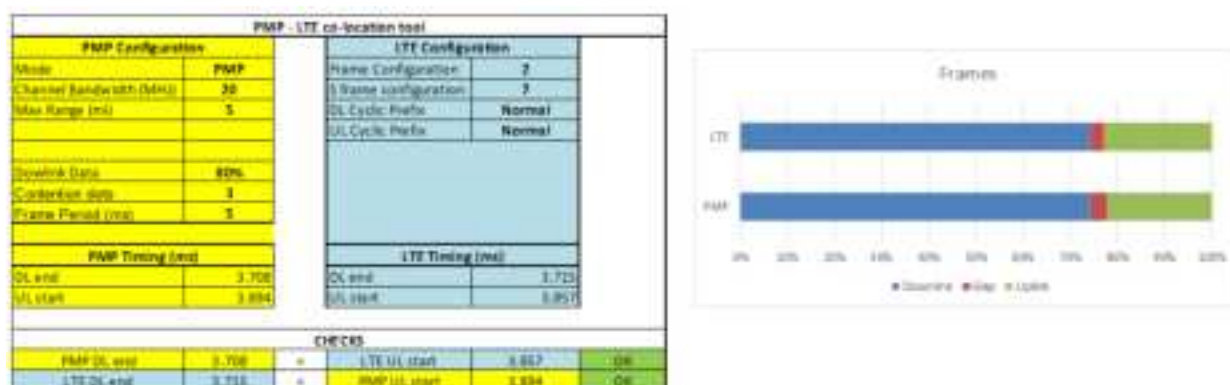 PMP - LTE co-location tool
PMP Configuration LTE Configuration
Mode PMP Frame Configuration 2
Channel Bandwidth (MHz) 20 S frame configuration 7
Max Range (mi) 5 DL Cyclic Prefix Normal
UL Cyclic Prefix Normal
Dowlink Data 80%
Contention slots 3
Frame Period (ms) 5
PMP Timing (ms) LTE Timing (ms)
DL end 3.708 DL end
UL start 3.894 UL start 3.857
CHECKS
PMP DL end 3.708 LTE UL start 3.857 OK
LTE DL end PMP UL start 3.894 OK
Frames
LTE
PMP
0% 10% 20% 30% 40% 50% 60% 70% 80% 90% 100%
Downlink Gap Uplink